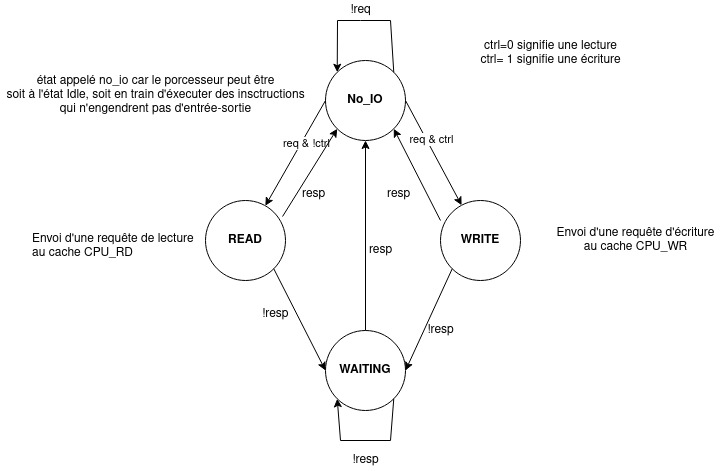 !req
ctrl=0 signifie une lecture
ctrl= 1 signifie une écriture
état appelé no_io car le porcesseur peut être
soit à l'état Idle, soit en train d'éxecuter des insctructions
qui n'engendrent pas d'entrée-sortie
No_IO
req & !ctrl
req & ctrl
resp
resp
Envoi d'une requête de lecture
au cache CPU_RD
READ
WRITE
Envoi d'une requête d'écriture
au cache CPU_WR
resp
!resp
!resp
WAITING
!resp